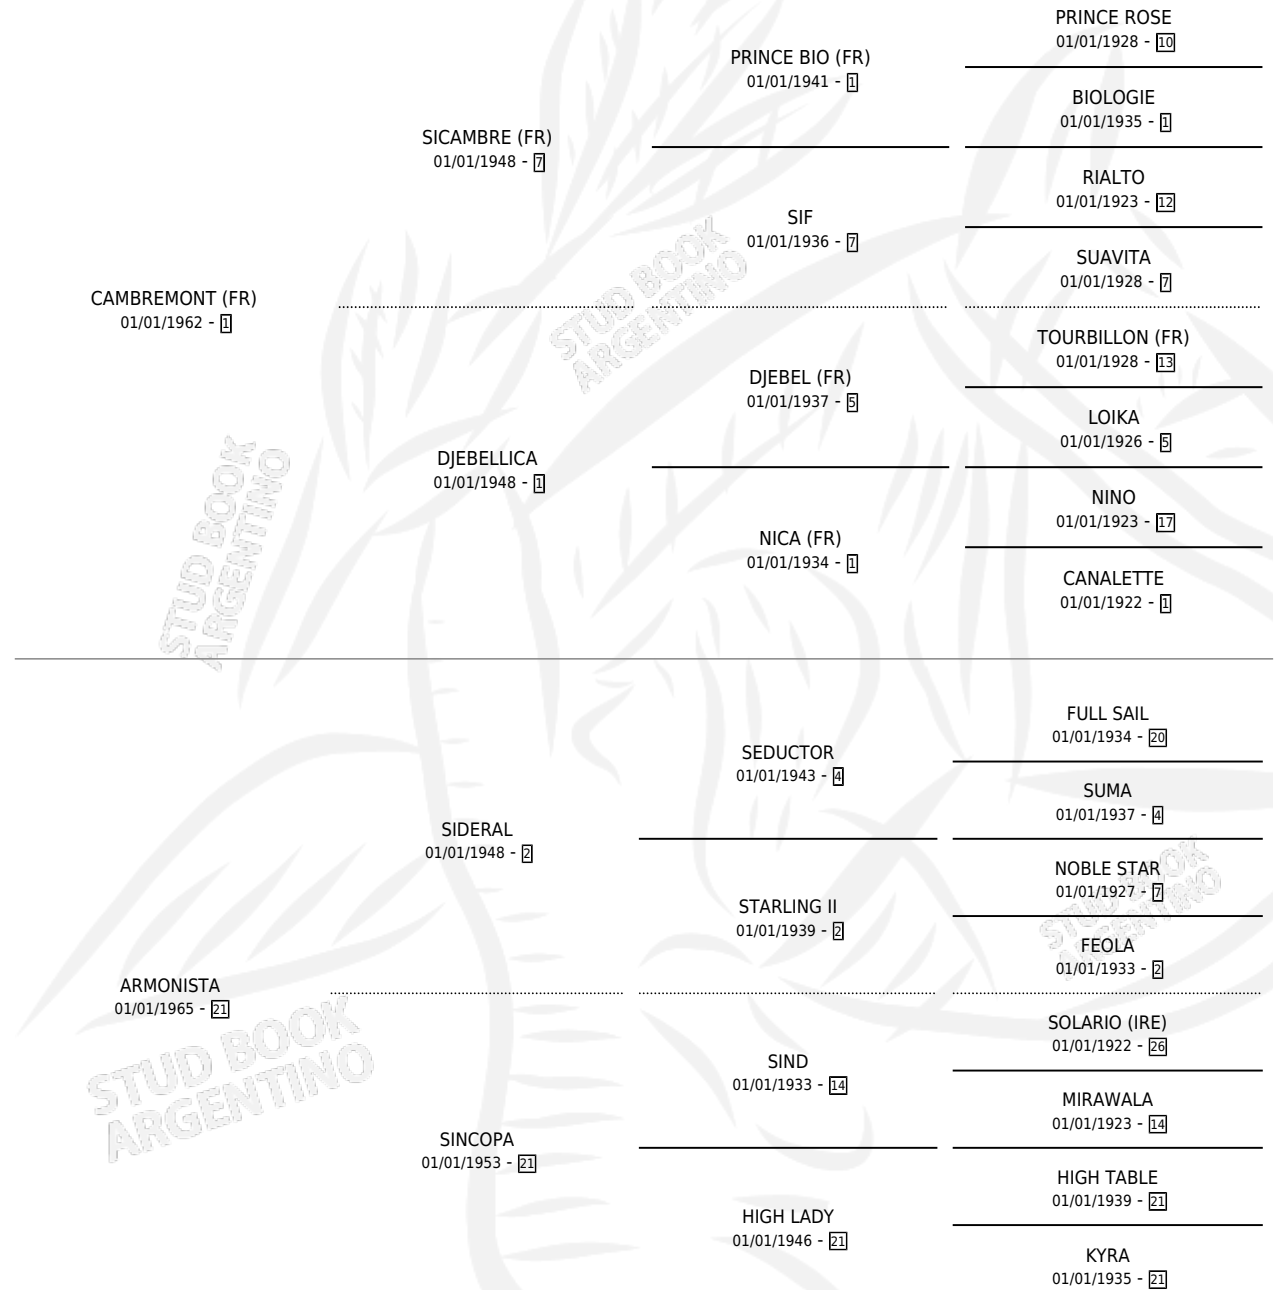 PRINCE ROSE
01/01/1928 - 10
PRINCE BIO (FR)
01/01/1941 - 1
BIOLOGIE
01/01/1935 - 1
SICAMBRE (FR)
01/01/1948 - 7
RIALTO
01/01/1923 - 12
SIF
01/01/1936 - 7
SUAVITA
01/01/1928 - 7
CAMBREMONT (FR)
01/01/1962 - 1
TOURBILLON (FR)
01/01/1928 - 13
DJEBEL (FR)
01/01/1937 - 5
LOIKA
01/01/1926 - 5
DJEBELLICA
01/01/1948 - 1
NINO
01/01/1923 - 17
NICA (FR)
01/01/1934 - 1
CANALETTE
01/01/1922 - 1
FULL SAIL
01/01/1934 - 20
SEDUCTOR
01/01/1943 - 4
SUMA
01/01/1937 - 4
SIDERAL
01/01/1948 - 2
NOBLE STAR
01/01/1927 - 7
STARLING II
01/01/1939 - 2
FEOLA
01/01/1933 - 2
ARMONISTA
01/01/1965 - 21
SOLARIO (IRE)
01/01/1922 - 26
SIND
01/01/1933 - 14
MIRAWALA
01/01/1923 - 14
SINCOPA
01/01/1953 - 21
HIGH TABLE
01/01/1939 - 21
HIGH LADY
01/01/1946 - 21
KYRA
01/01/1935 - 21
STUD BOOK
ARGENTINO
STUD BOOK
ARGENTINO
STUD BOOK
ARGENTINO
STUD BOOK
ARGENTINO